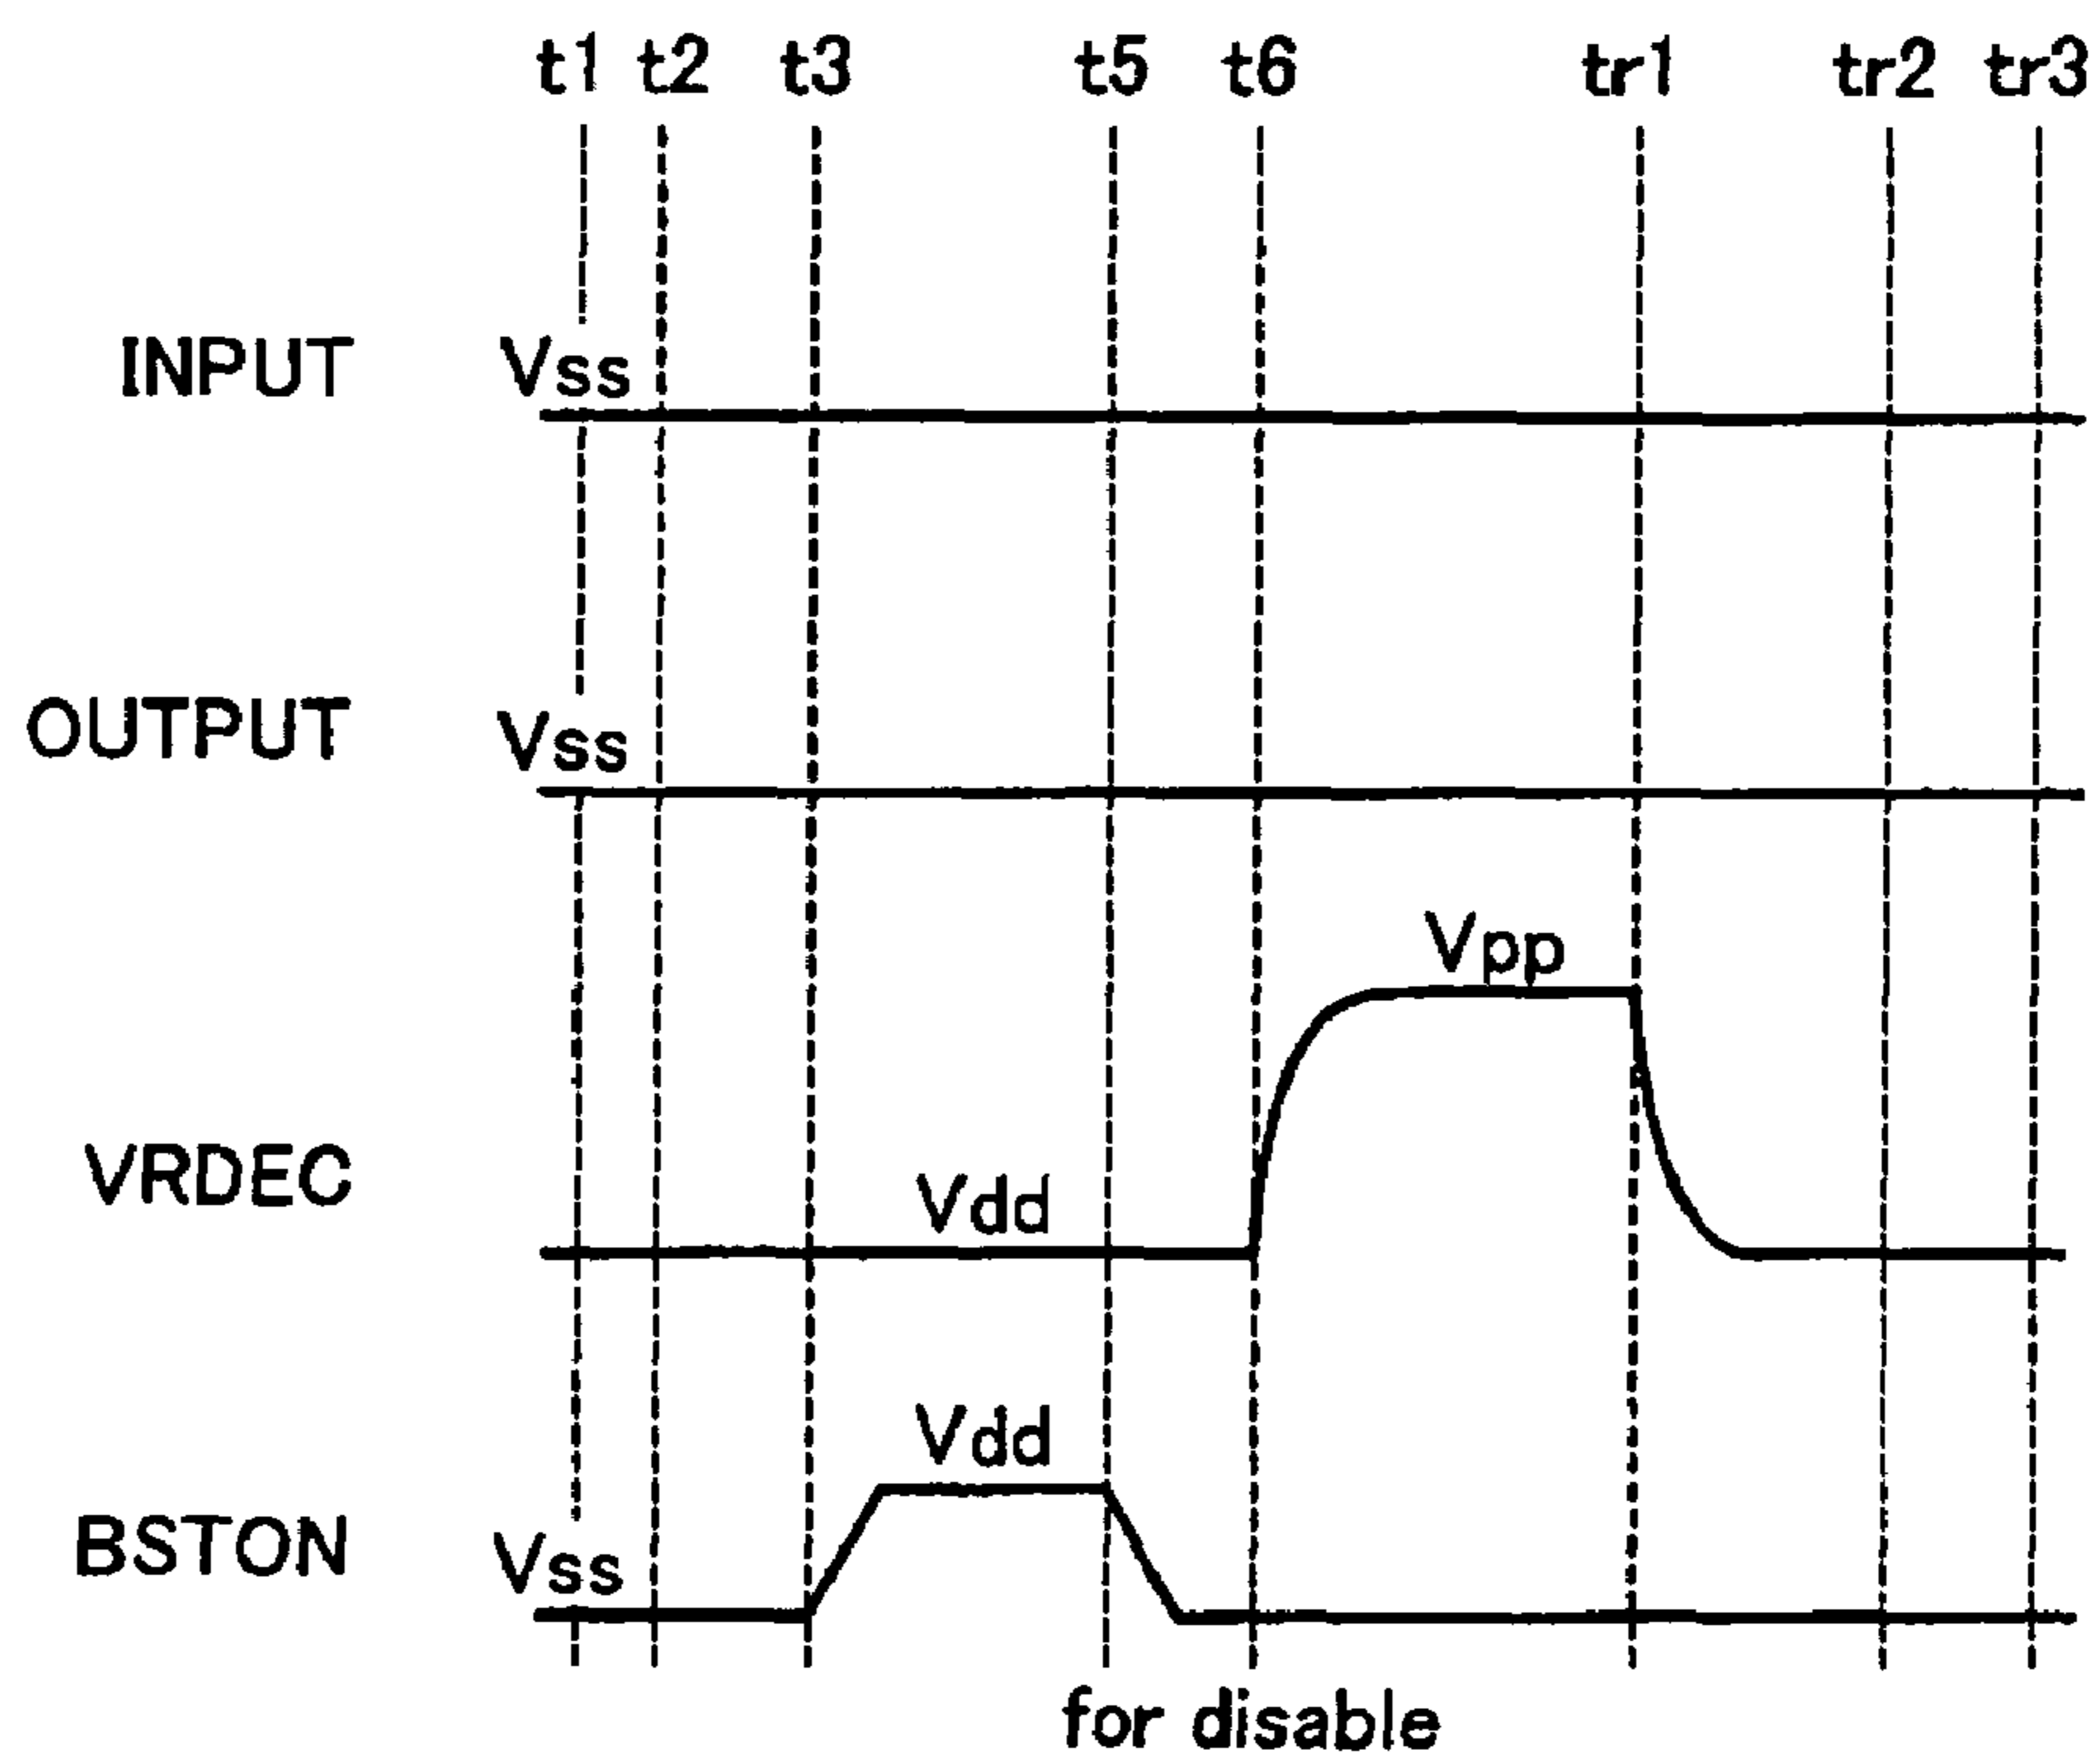 t1 t2 t3 t5 t6 tr1 tr2 tr3
INPUT Vss
OUTPUT Vss
Vpp
VRDEC Vdd
Vdd
BSTON Vss
for disable